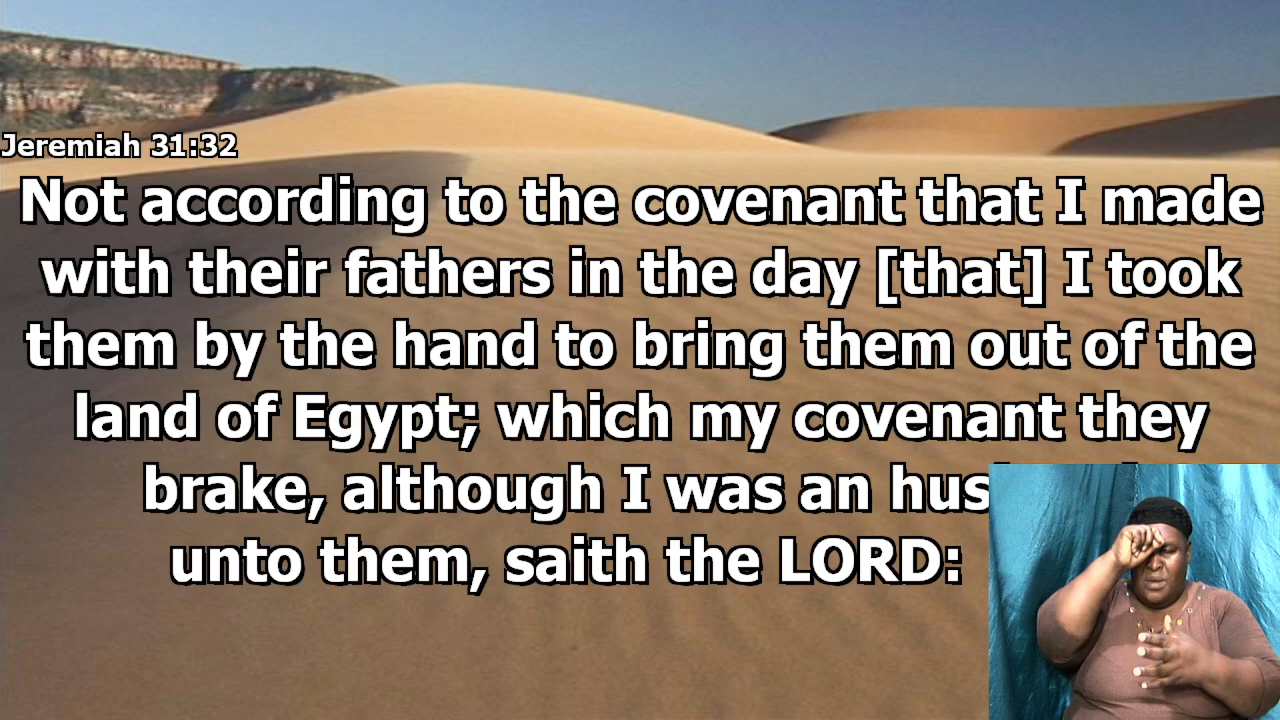 Jeremiah 31:32
Not according to the covenant that I made
with their fathers in the day [that] I took
them by the hand to bring them out of the
land of Egypt; which my covenant they
brake, although I was an
unto them, saith the LORD: